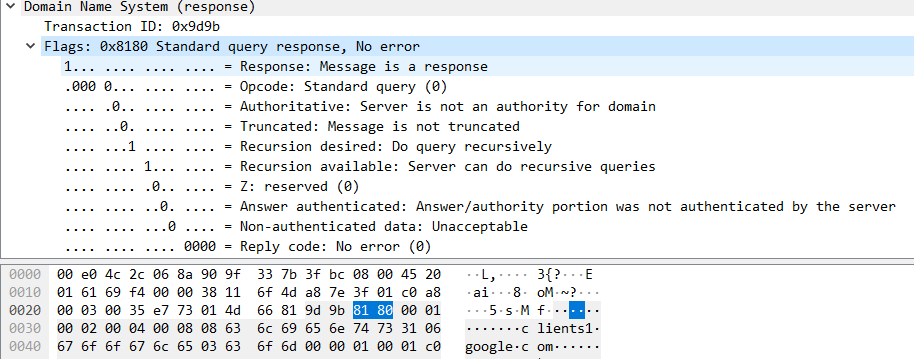 Domain Name System (response)
Transaction ID: 0x9d9b
Flags: 0x8180 Standard query response, No error
1... .... .... .... = Response: Message is a response
.000 0... .... .... = Opcode: Standard query (0)
.... .0.. .... .... = Authoritative: Server is not an authority for domain
.... ..0. .... .... = Truncated: Message is not truncated
.... ...1 .... .... = Recursion desired: Do query recursively
.... .... 1... .... = Recursion available: Server can do recursive queries
.... .... .0.. .... = Z: reserved (0)
.... .... ..0. .... = Answer authenticated: Answer/authority portion was not authenticated by the server
.... .... ...0 .... = Non-authenticated data: Unacceptable
.... .... .... 0000 = Reply code: No error (0)
0000 00 e0 4c 2c 06 8a 90 9f 33 7b 3f bc 08 00 45 20 ··L,···· 3{?···E
0010 01 61 69 f4 00 00 38 11 6f 4d a8 7e 3f 01 c0 a8 ·ai···8· oM·~?···
0020 00 03 00 35 e7 73 01 4d 66 81 9d 9b 81 80 00 01 ···5·s·M f·······
0030 00 02 00 04 00 08 08 63 6c 69 65 6e 74 73 31 06 ·······c lients1·
0040 67 6f 6f 67 6c 65 03 63 6f 6d 00 00 01 00 01 c0 google·c om······